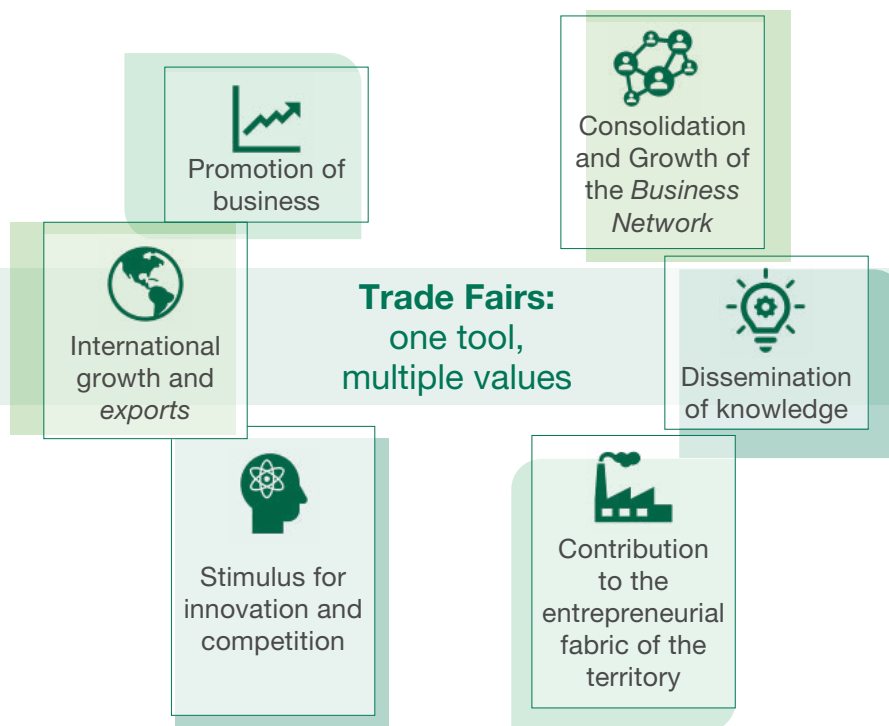 Promotion of
business
Consolidation
and Growth of
the Business
Network
International
growth and
exports
Trade Fairs:
one tool,
multiple values
Dissemination
of knowledge
Stimulus for
innovation and
competition
Contribution
to the
entrepreneurial
fabric of the
territory